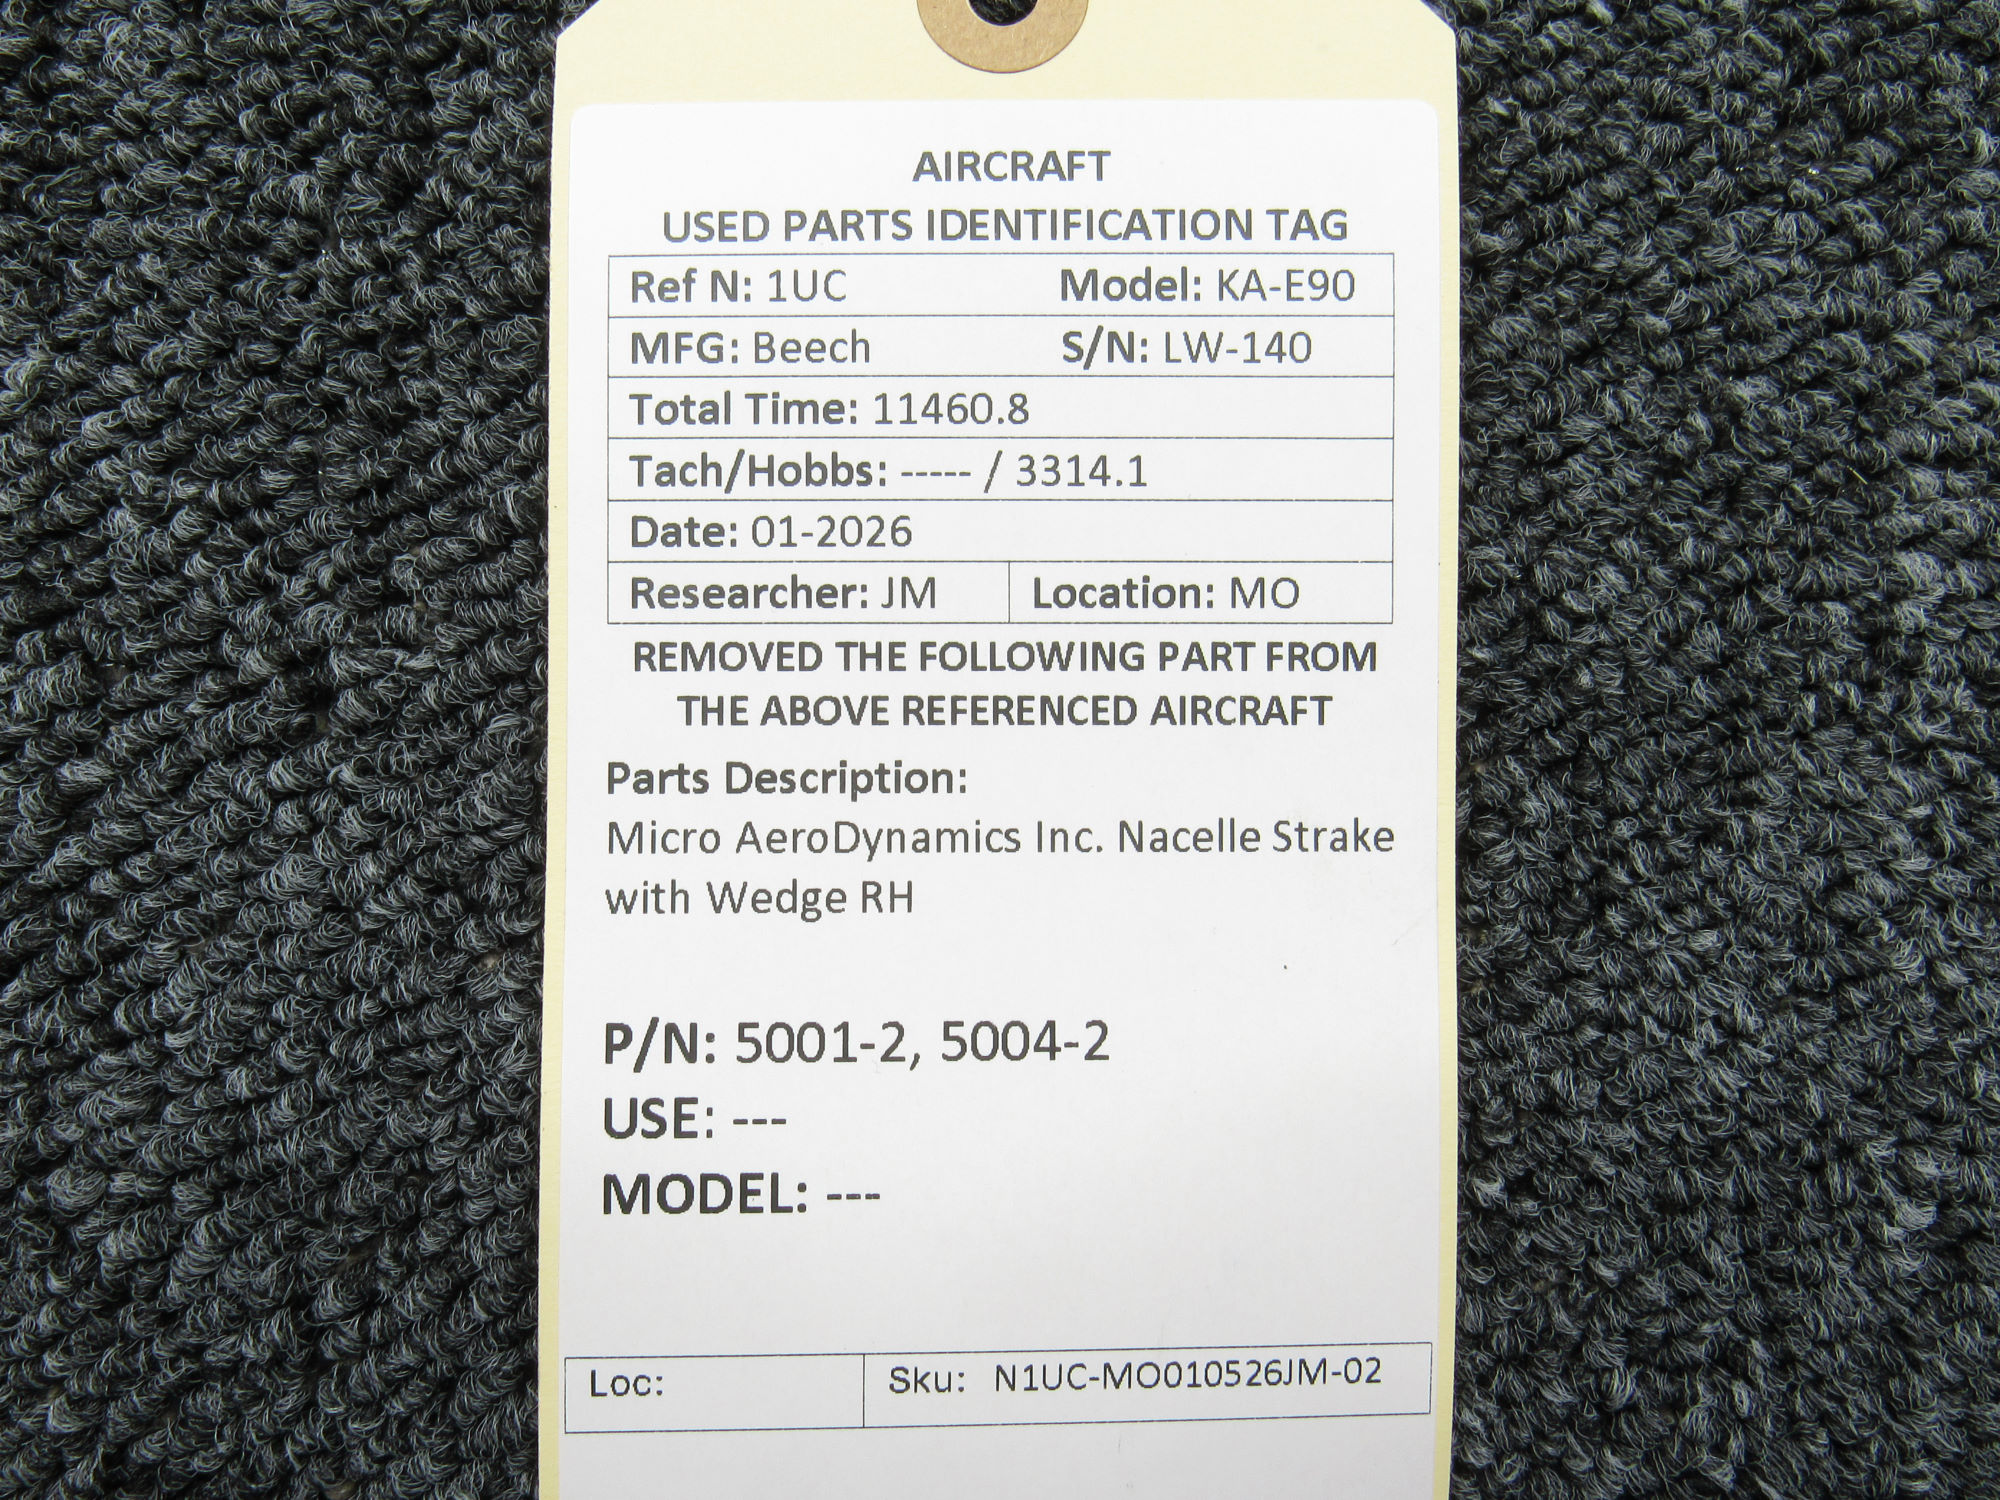 AIRCRAFT
USED PARTS IDENTIFICATION TAG
Ref N: 1UC Model: KA-E90
MFG: Beech S/N: LW-140
Total Time: 11460.8
Tach/Hobbs: ----- / 3314.1
Date: 01-2026
Researcher: JM Location: MO
REMOVED THE FOLLOWING PART FROM
THE ABOVE REFERENCED AIRCRAFT
Parts Description:
Micro AeroDynamics Inc. Nacelle Strake
with Wedge RH
P/N: 5001-2, 5004-2
USE: ---
MODEL: ---
Loc: Sku: N1UC-MO010526JM-02